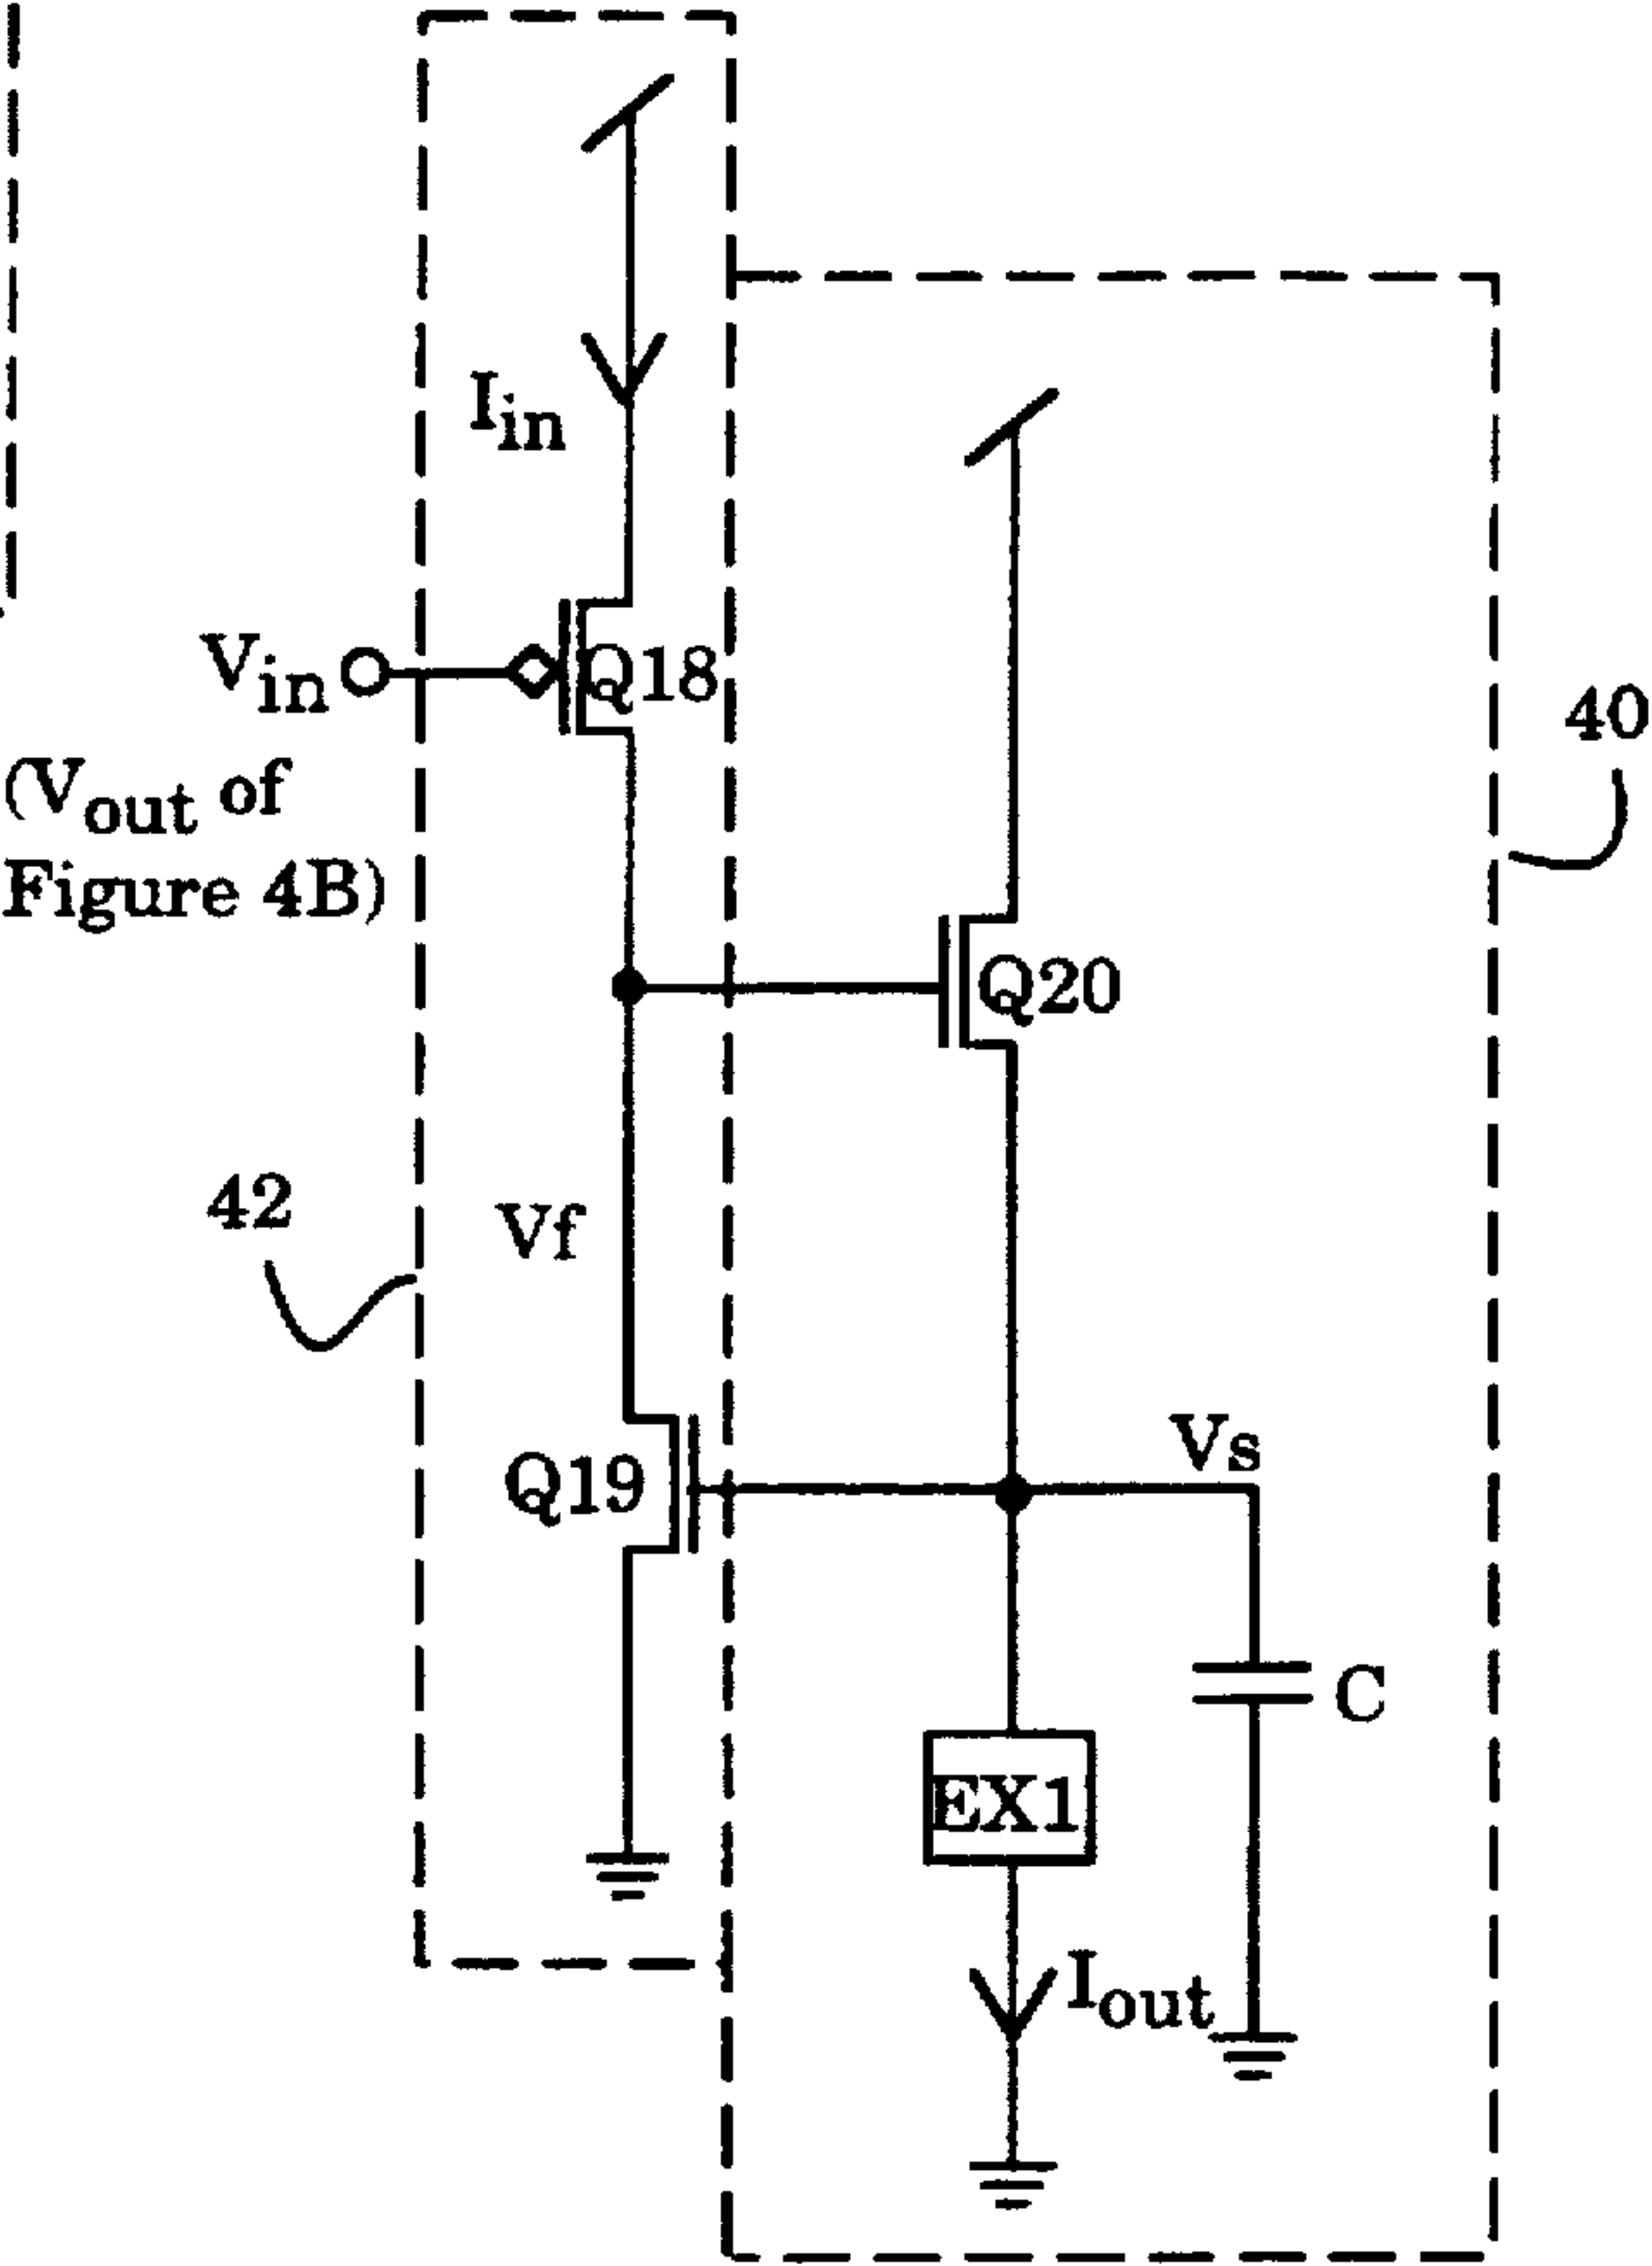 Iin
Vin
Q18
40
(Vout of
Figure 4B)
Q20
42
Vf
Vs
Q19
C
EX1
Iout